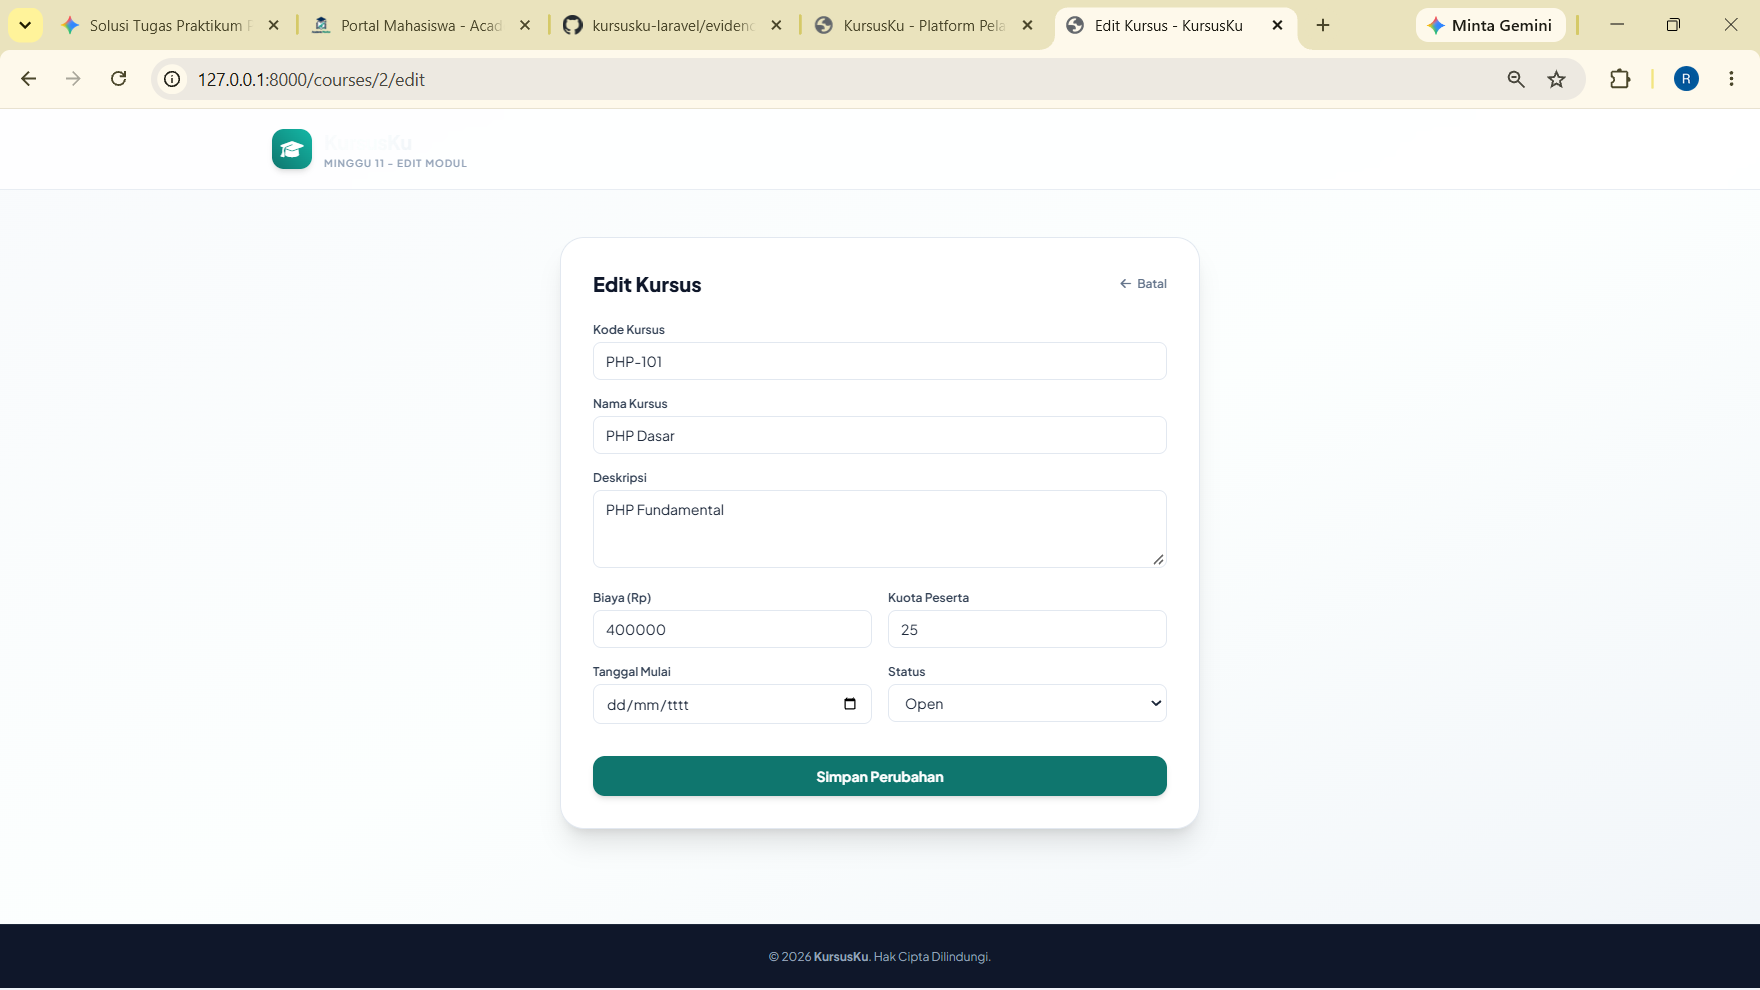 Solusi Tugas Praktikum P
Portal Mahasiswa - Acad
kursusku-laravel/evidenc
KursusKu - Platform Pela
Edit Kursus - KursusKu
Minta Gemini
127.0.0.1:8000/courses/2/edit
R
KursusKu
MINGGU 11 - EDIT MODUL
Edit Kursus
← Batal
Kode Kursus
PHP-101
Nama Kursus
PHP Dasar
Deskripsi
PHP Fundamental
Biaya (Rp)
Kuota Peserta
400000
25
Tanggal Mulai
Status
dd/mm/tttt
Open
Simpan Perubahan
© 2026 KursusKu. Hak Cipta Dilindungi.